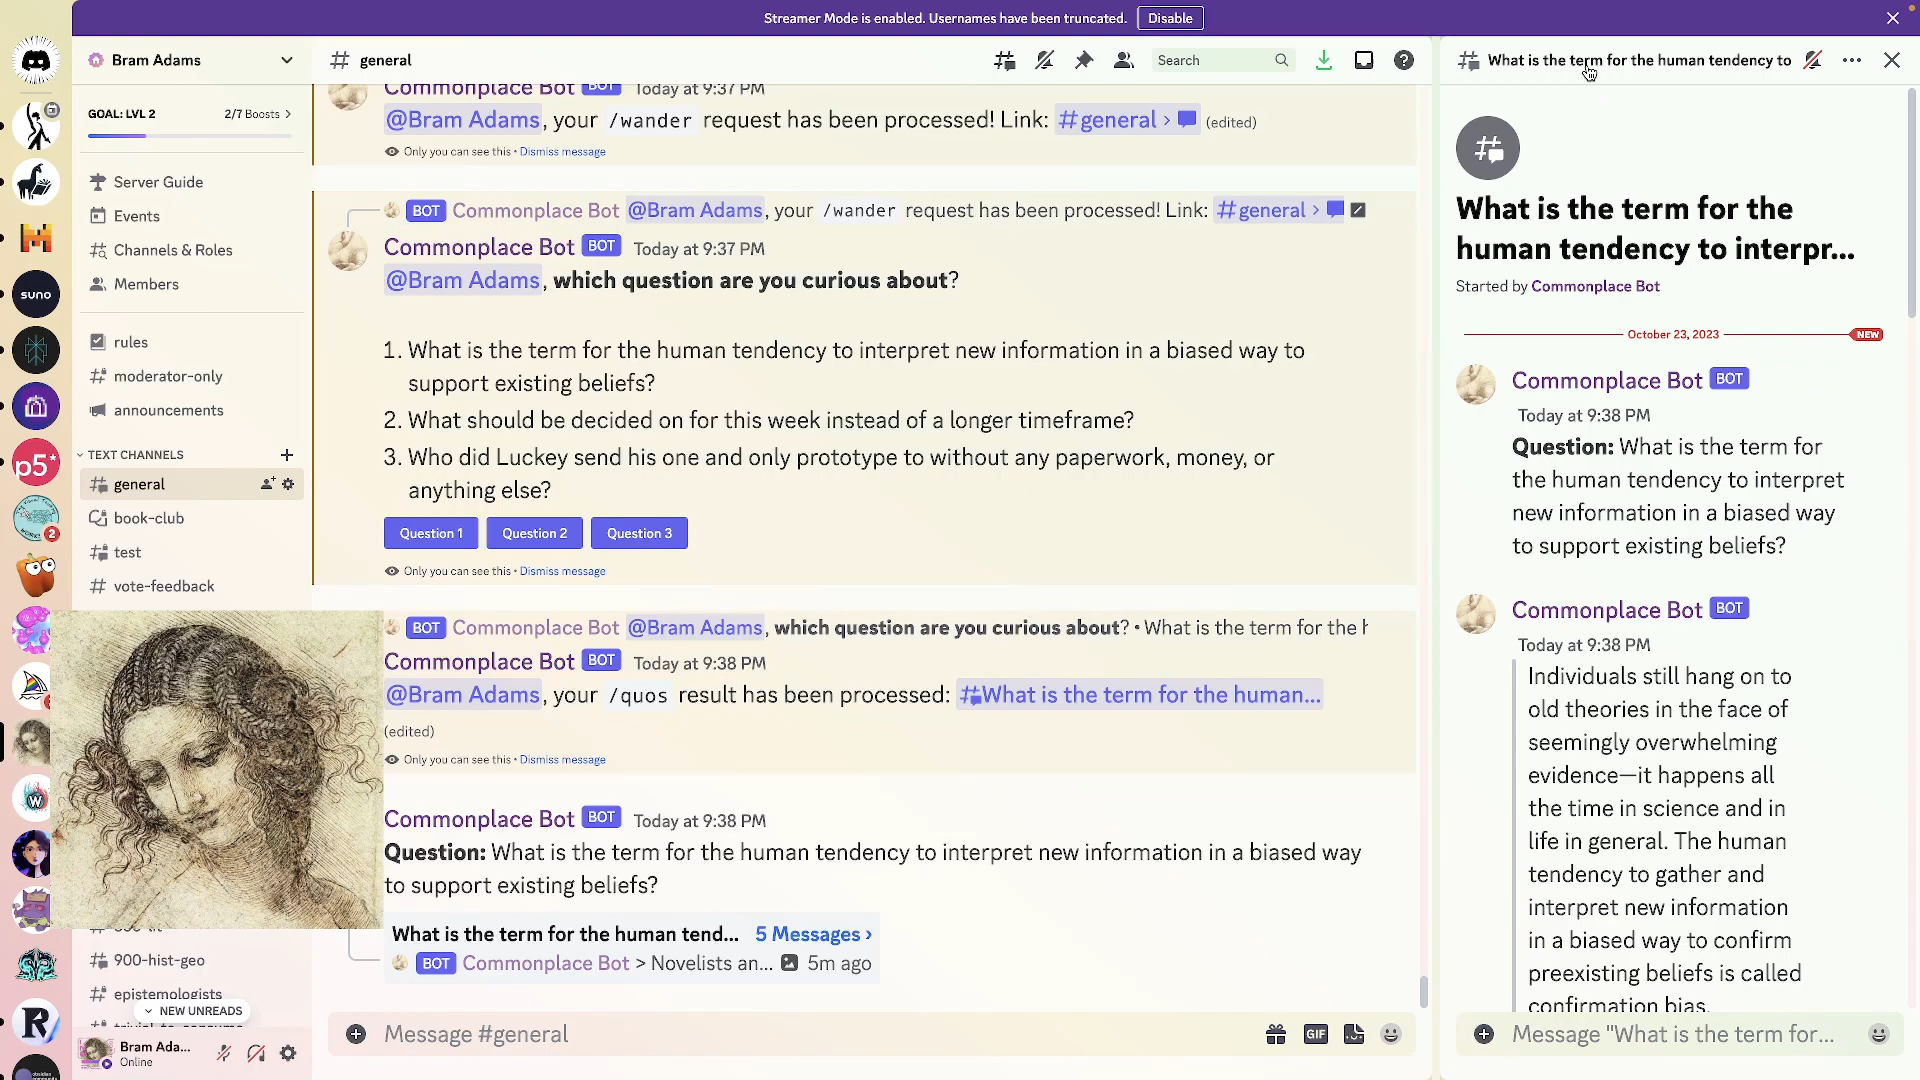 Streamer Mode is enabled. Usernames have been truncated. Disable
Bram Adams
GOAL: LVL 2 2/7 Boosts
Server Guide
Events
Channels & Roles
Members
rules
moderator-only
announcements
TEXT CHANNELS
general
book-club
test
vote-feedback
900-hist-geo
epistemologists
NEW UNREADS
Bram Ada...
Online
suno
p5*
2
W
R
general
Search
Commonplace Bot BOT Today at 9:37 PM
@Bram Adams, your /wander request has been processed! Link: #general › (edited)
Only you can see this • Dismiss message
BOT Commonplace Bot @Bram Adams, your /wander request has been processed! Link: #general ›
Commonplace Bot BOT Today at 9:37 PM
@Bram Adams, which question are you curious about?
1. What is the term for the human tendency to interpret new information in a biased way to
support existing beliefs?
2. What should be decided on for this week instead of a longer timeframe?
3. Who did Luckey send his one and only prototype to without any paperwork, money, or
anything else?
Question 1 Question 2 Question 3
Only you can see this • Dismiss message
BOT Commonplace Bot @Bram Adams, which question are you curious about? • What is the term for the h
Commonplace Bot BOT Today at 9:38 PM
@Bram Adams, your /quos result has been processed: What is the term for the human...
(edited)
Only you can see this • Dismiss message
Commonplace Bot BOT Today at 9:38 PM
Question: What is the term for the human tendency to interpret new information in a biased way
to support existing beliefs?
What is the term for the human tend... 5 Messages ›
BOT Commonplace Bot > Novelists an... 5m ago
Message #general
GIF
What is the term for the human tendency to
What is the term for the
human tendency to interpr...
Started by Commonplace Bot
October 23, 2023 NEW
Commonplace Bot BOT
Today at 9:38 PM
Question: What is the term for
the human tendency to interpret
new information in a biased way
to support existing beliefs?
Commonplace Bot BOT
Today at 9:38 PM
Individuals still hang on to
old theories in the face of
seemingly overwhelming
evidence—it happens all
the time in science and in
life in general. The human
tendency to gather and
interpret new information
in a biased way to confirm
preexisting beliefs is called
confirmation bias.
Message "What is the term for...